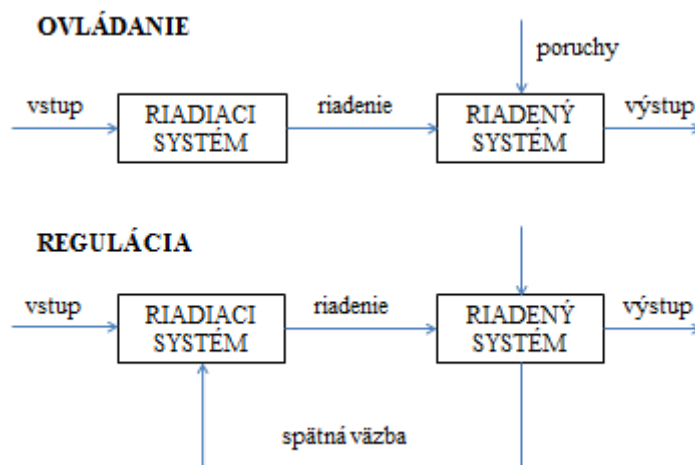 OVLÁDANIE
poruchy
vstup
RIADIACI
SYSTÉM
riadenie
RIADENÝ
SYSTÉM
výstup
REGULÁCIA
vstup
RIADIACI
SYSTÉM
riadenie
RIADENÝ
SYSTÉM
výstup
spätná väzba